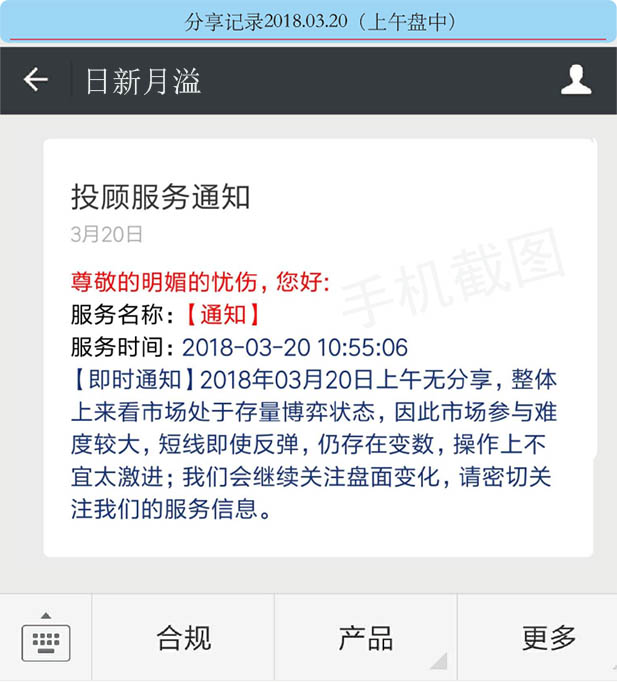 分享记录2018.03.20（上午盘中）
日新月溢
投顾服务通知
3月20日
尊敬的明媚的忧伤，您好:
服务名称：【通知】
服务时间：2018-03-20 10:55:06
【即时通知】2018年03月20日上午无分享，整体
上来看市场处于存量博弈状态，因此市场参与难
度较大，短线即使反弹，仍存在变数，操作上不
宜太激进；我们会继续关注盘面变化，请密切关
注我们的服务信息。
手机截图
合规
产品
更多